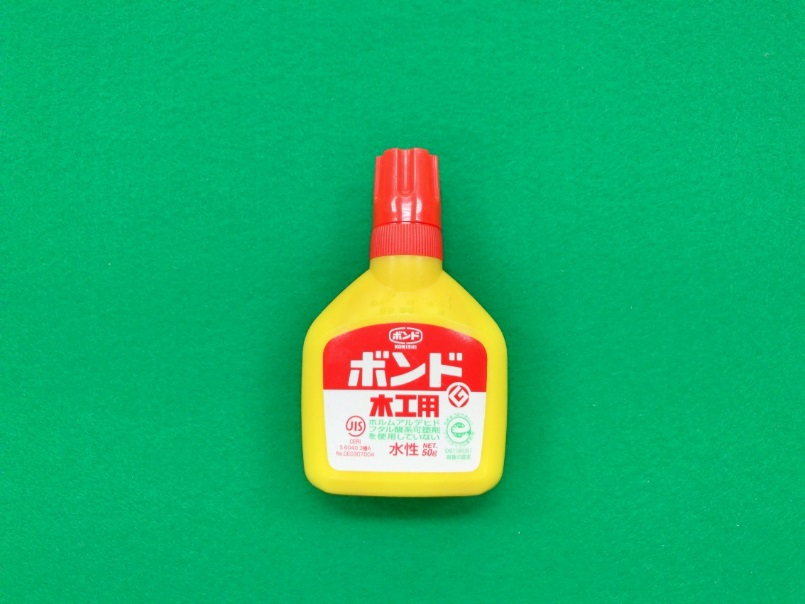 ボンド
KONISHI
ボンド
木工用
JIS
ホルムアルデヒド
フタル酸系可塑剤
を使用していない
水性 NET. 50g